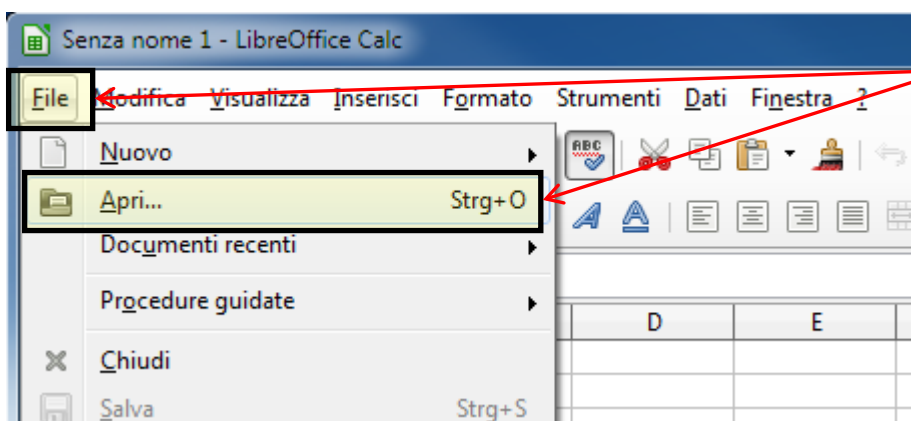 Senza nome 1 - LibreOffice Calc
File Modifica Visualizza Inserisci Formato Strumenti Dati Finestra ?
Nuovo
ABC
Apri... Strg+O
Documenti recenti
Procedure guidate
D E
Chiudi
Salva Strg+S